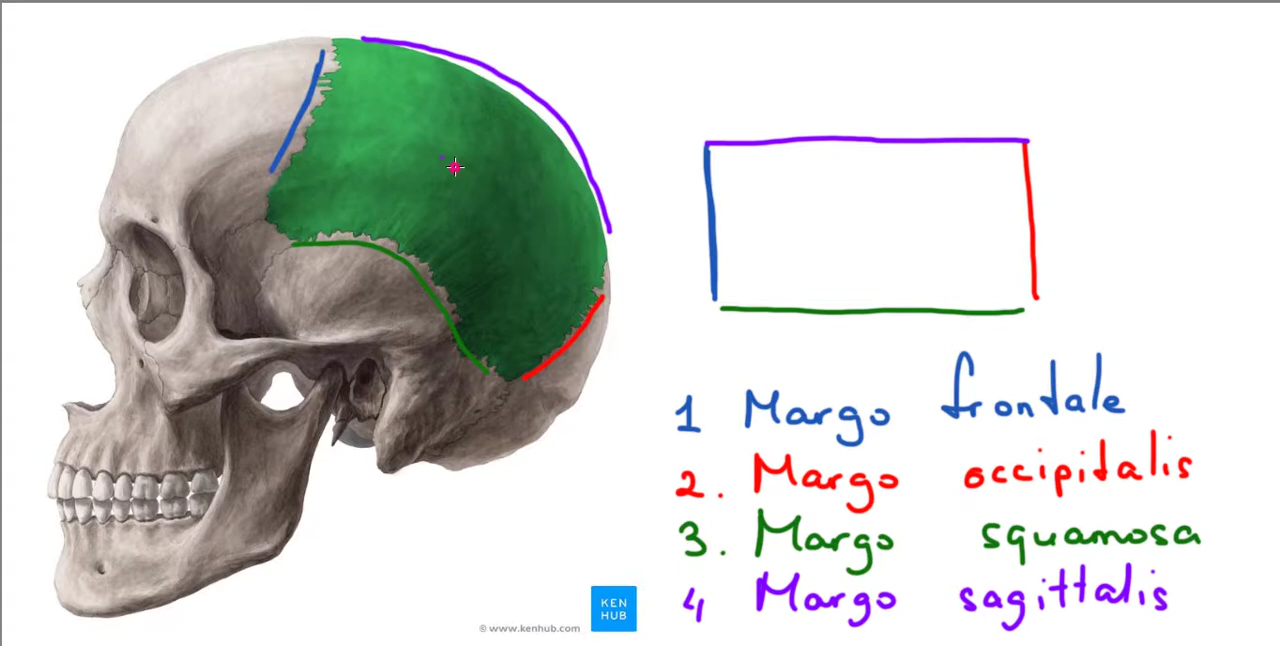 1 Margo frontale
2. Margo occipitalis
3. Margo squamosa
4 Margo sagittalis
KEN
HUB
© www.kenhub.com